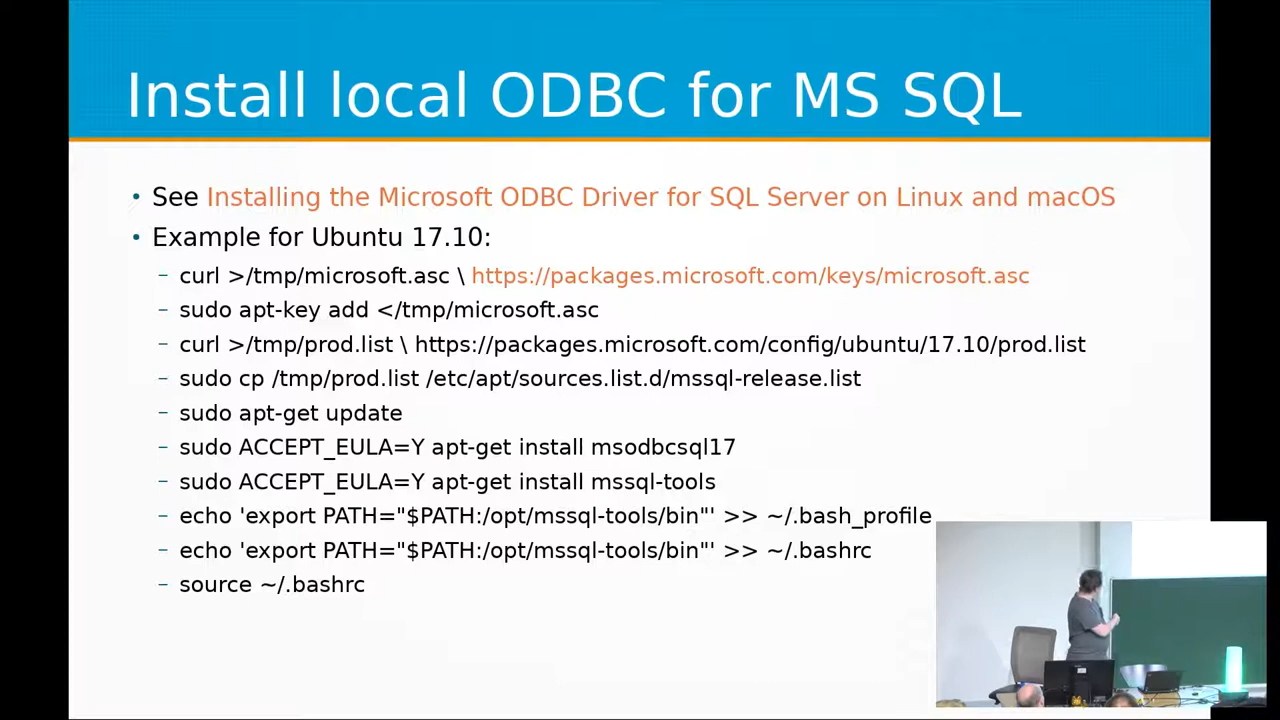 Install local ODBC for MS SQL
• See Installing the Microsoft ODBC Driver for SQL Server on Linux and macOS
• Example for Ubuntu 17.10:
– curl >/tmp/microsoft.asc \ https://packages.microsoft.com/keys/microsoft.asc
– sudo apt-key add </tmp/microsoft.asc
– curl >/tmp/prod.list \ https://packages.microsoft.com/config/ubuntu/17.10/prod.list
– sudo cp /tmp/prod.list /etc/apt/sources.list.d/mssql-release.list
– sudo apt-get update
– sudo ACCEPT_EULA=Y apt-get install msodbcsql17
– sudo ACCEPT_EULA=Y apt-get install mssql-tools
– echo 'export PATH="$PATH:/opt/mssql-tools/bin"' >> ~/.bash_profile
– echo 'export PATH="$PATH:/opt/mssql-tools/bin"' >> ~/.bashrc
– source ~/.bashrc